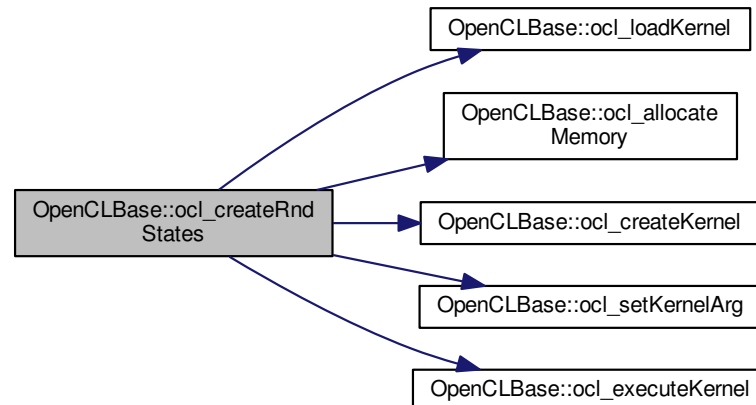 OpenCLBase::ocl_loadKernel
OpenCLBase::ocl_allocate
Memory
OpenCLBase::ocl_createRnd
States
OpenCLBase::ocl_createKernel
OpenCLBase::ocl_setKernelArg
OpenCLBase::ocl_executeKernel